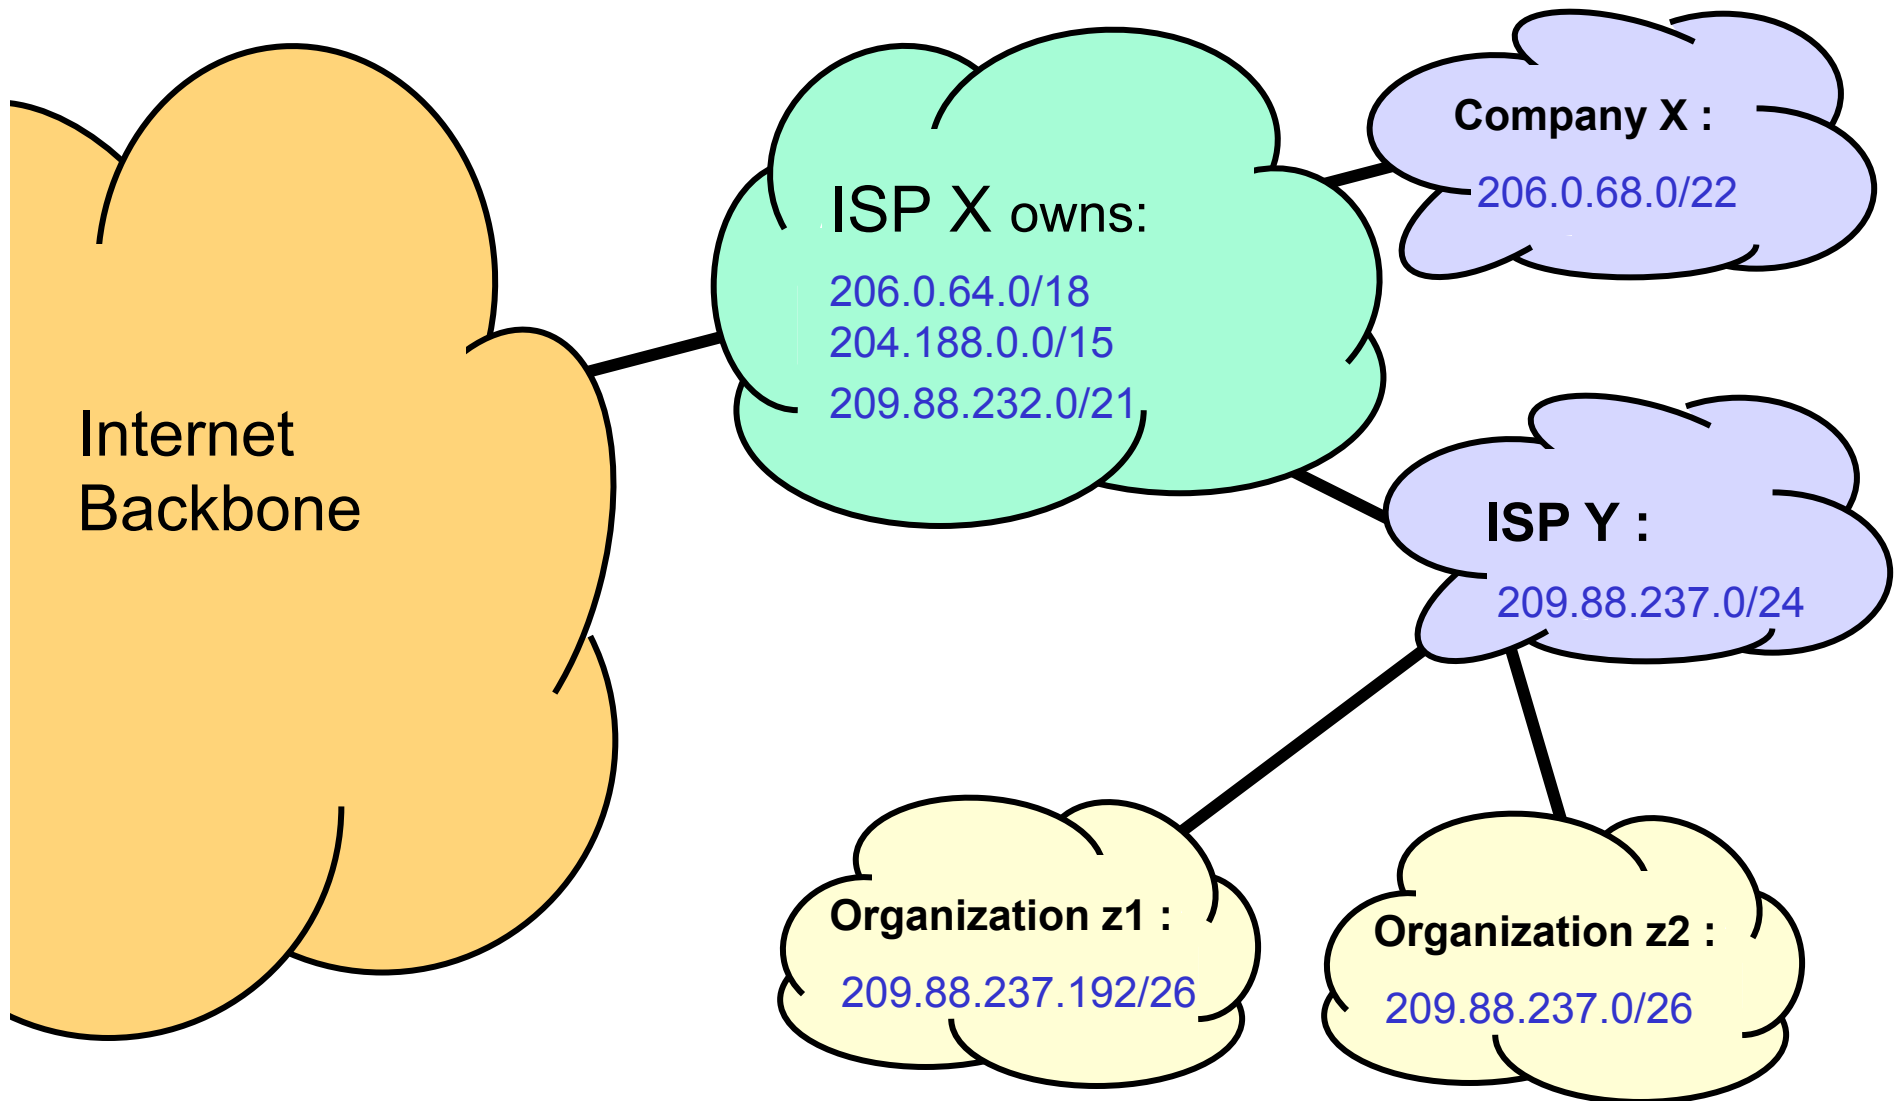 Internet
Backbone
ISP X owns:
206.0.64.0/18
204.188.0.0/15
209.88.232.0/21
Company X :
206.0.68.0/22
ISP Y :
209.88.237.0/24
Organization z1 :
209.88.237.192/26
Organization z2 :
209.88.237.0/26